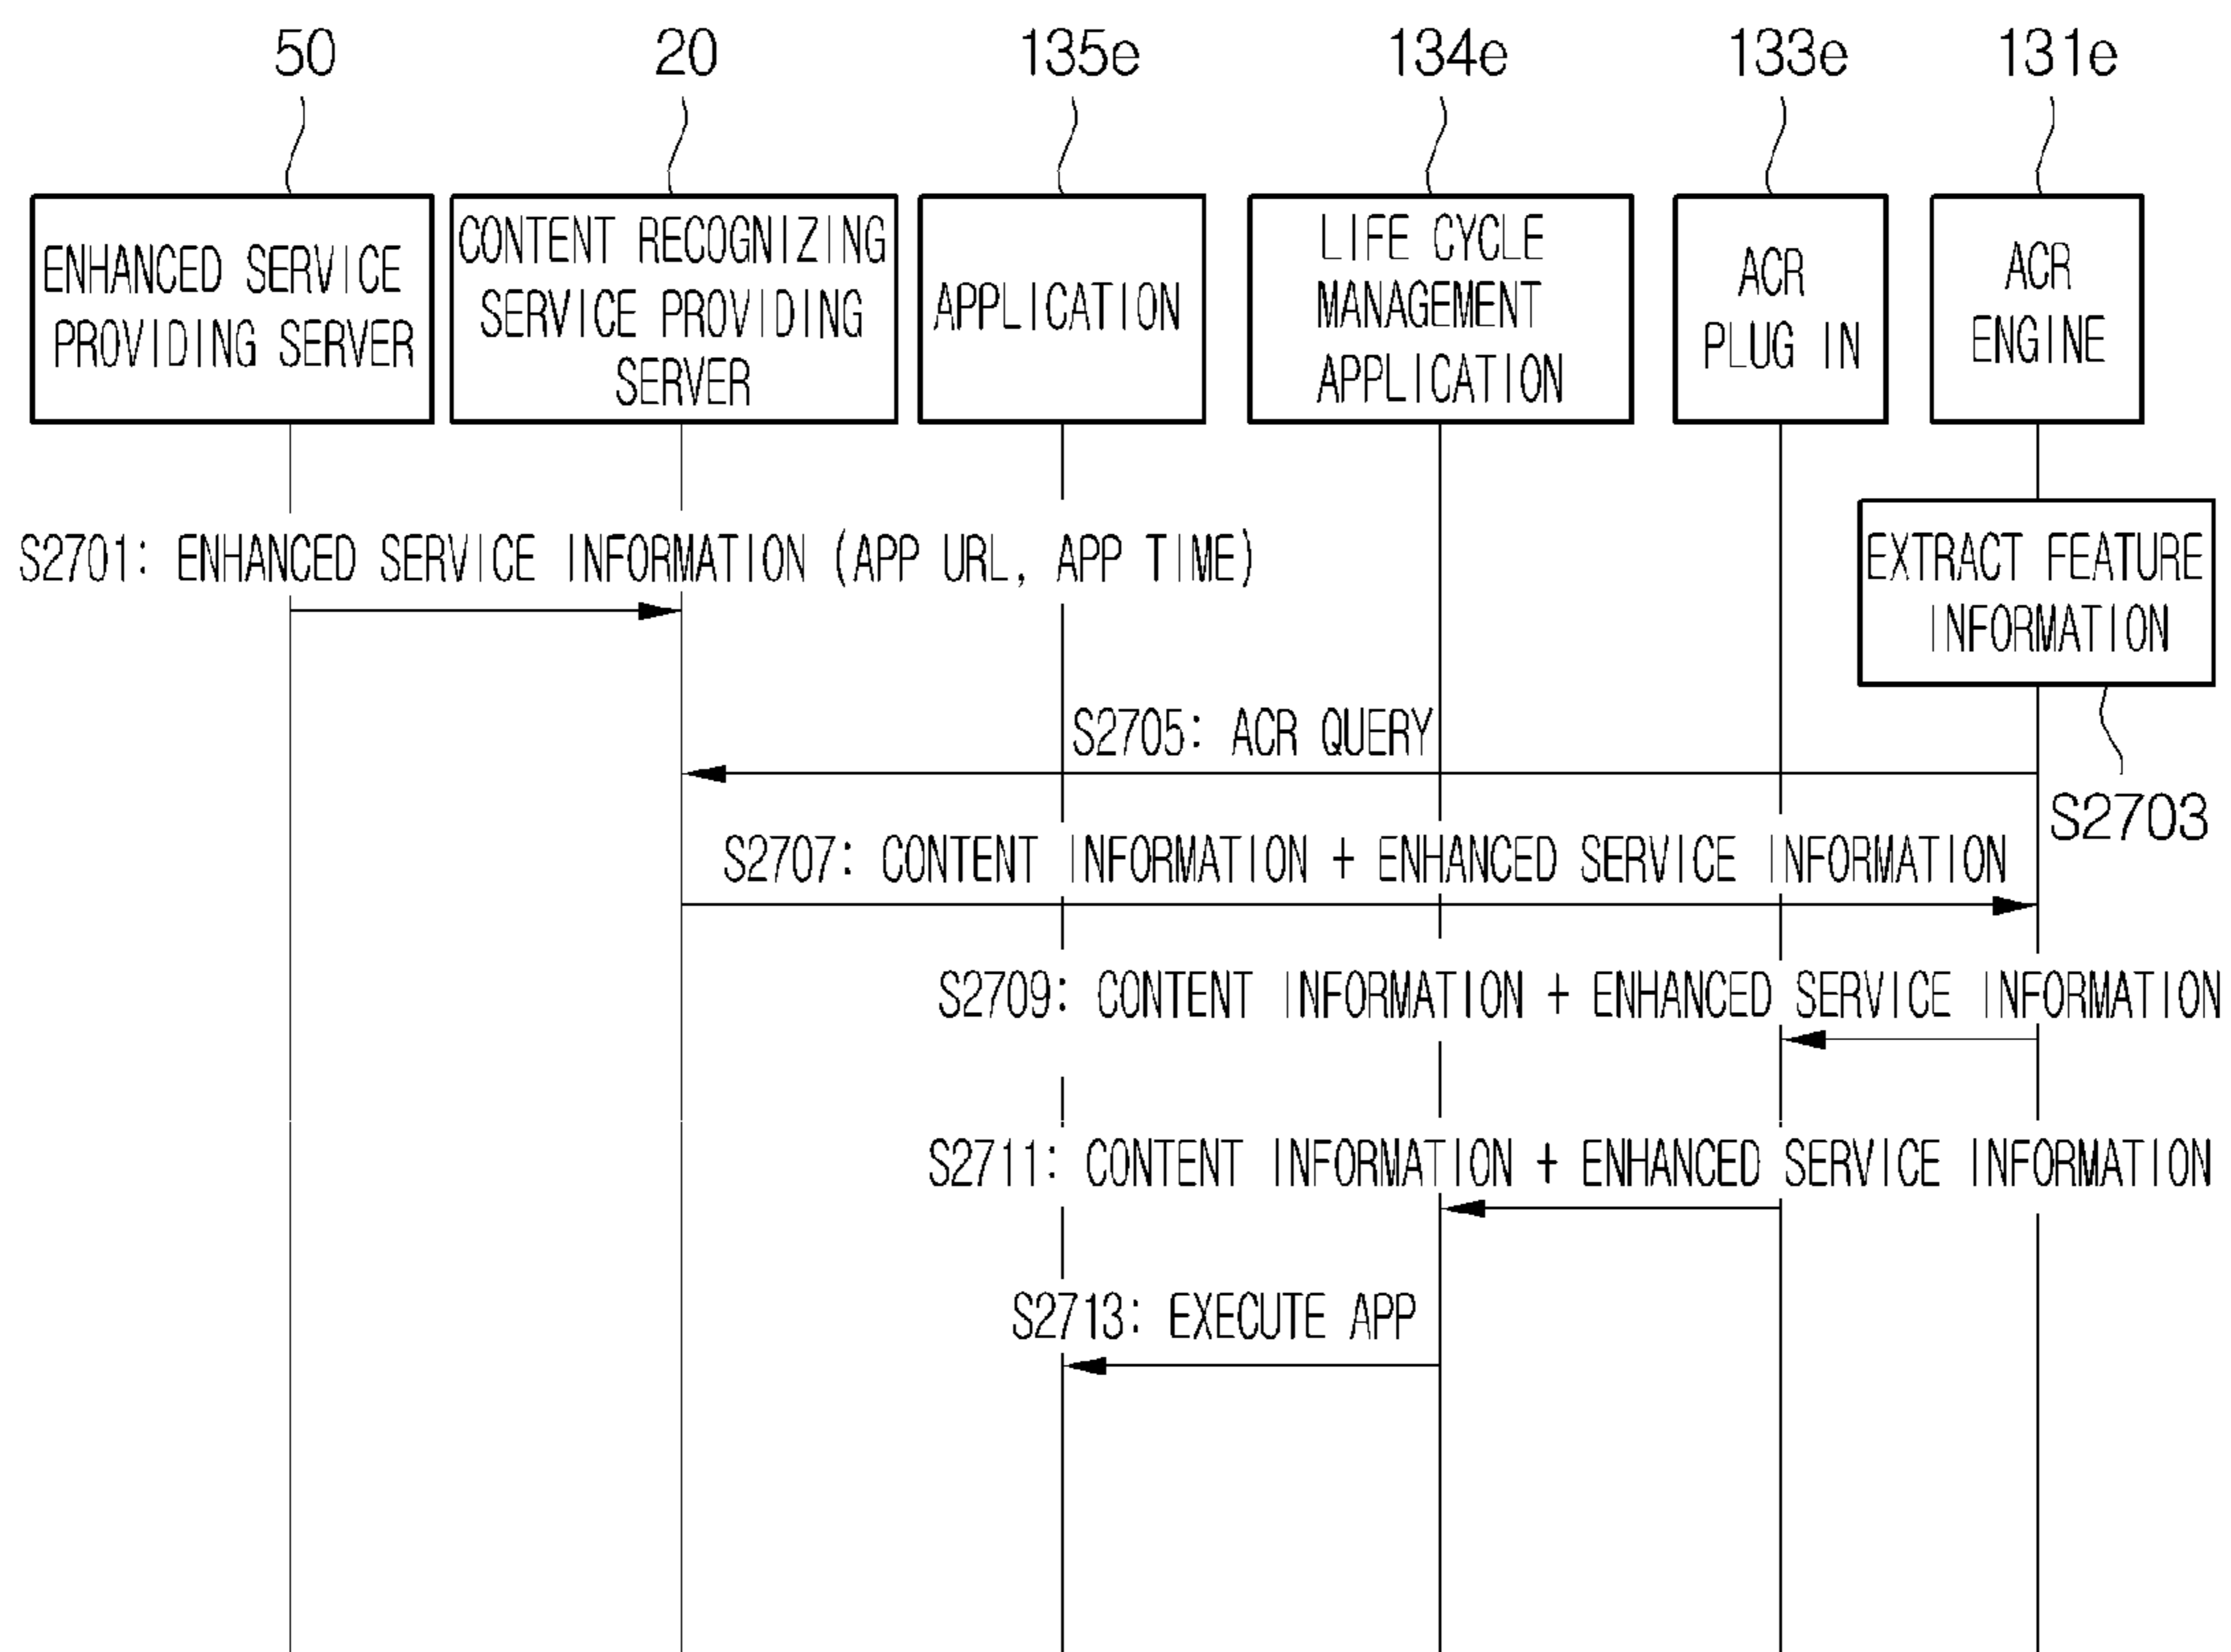 50
20
135e
134e
133e
131e
ENHANCED SERVICE
PROVIDING SERVER
CONTENT RECOGNIZING
SERVICE PROVIDING
SERVER
APPLICATION
LIFE CYCLE
MANAGEMENT
APPLICATION
ACR
PLUG IN
ACR
ENGINE
S2701: ENHANCED SERVICE INFORMATION (APP URL, APP TIME)
EXTRACT FEATURE
INFORMATION
S2703
S2705: ACR QUERY
S2707: CONTENT INFORMATION + ENHANCED SERVICE INFORMATION
S2709: CONTENT INFORMATION + ENHANCED SERVICE INFORMATION
S2711: CONTENT INFORMATION + ENHANCED SERVICE INFORMATION
S2713: EXECUTE APP